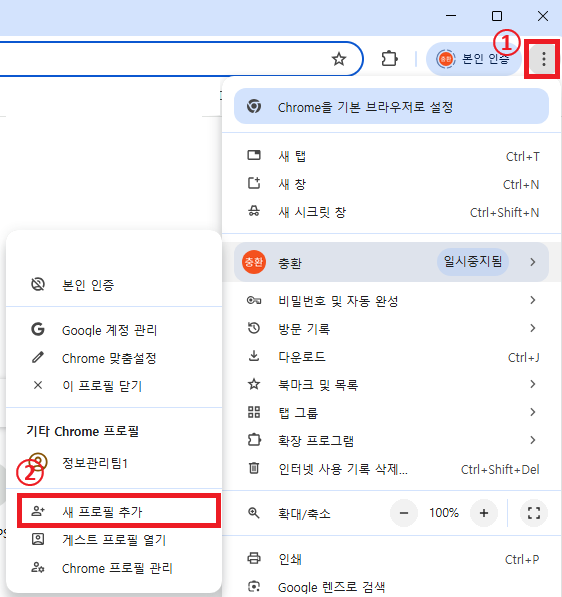 ①
충환 본인 인증
Chrome을 기본 브라우저로 설정
새 탭 Ctrl+T
새 창 Ctrl+N
새 시크릿 창 Ctrl+Shift+N
충환 충환 일시중지됨
비밀번호 및 자동 완성
방문 기록
다운로드 Ctrl+J
북마크 및 목록
탭 그룹
확장 프로그램
인터넷 사용 기록 삭제... Ctrl+Shift+Del
확대/축소 − 100% +
인쇄 Ctrl+P
Google 렌즈로 검색
본인 인증
Google 계정 관리
Chrome 맞춤설정
이 프로필 닫기
기타 Chrome 프로필
정보관리팀1
②
새 프로필 추가
게스트 프로필 열기
Chrome 프로필 관리